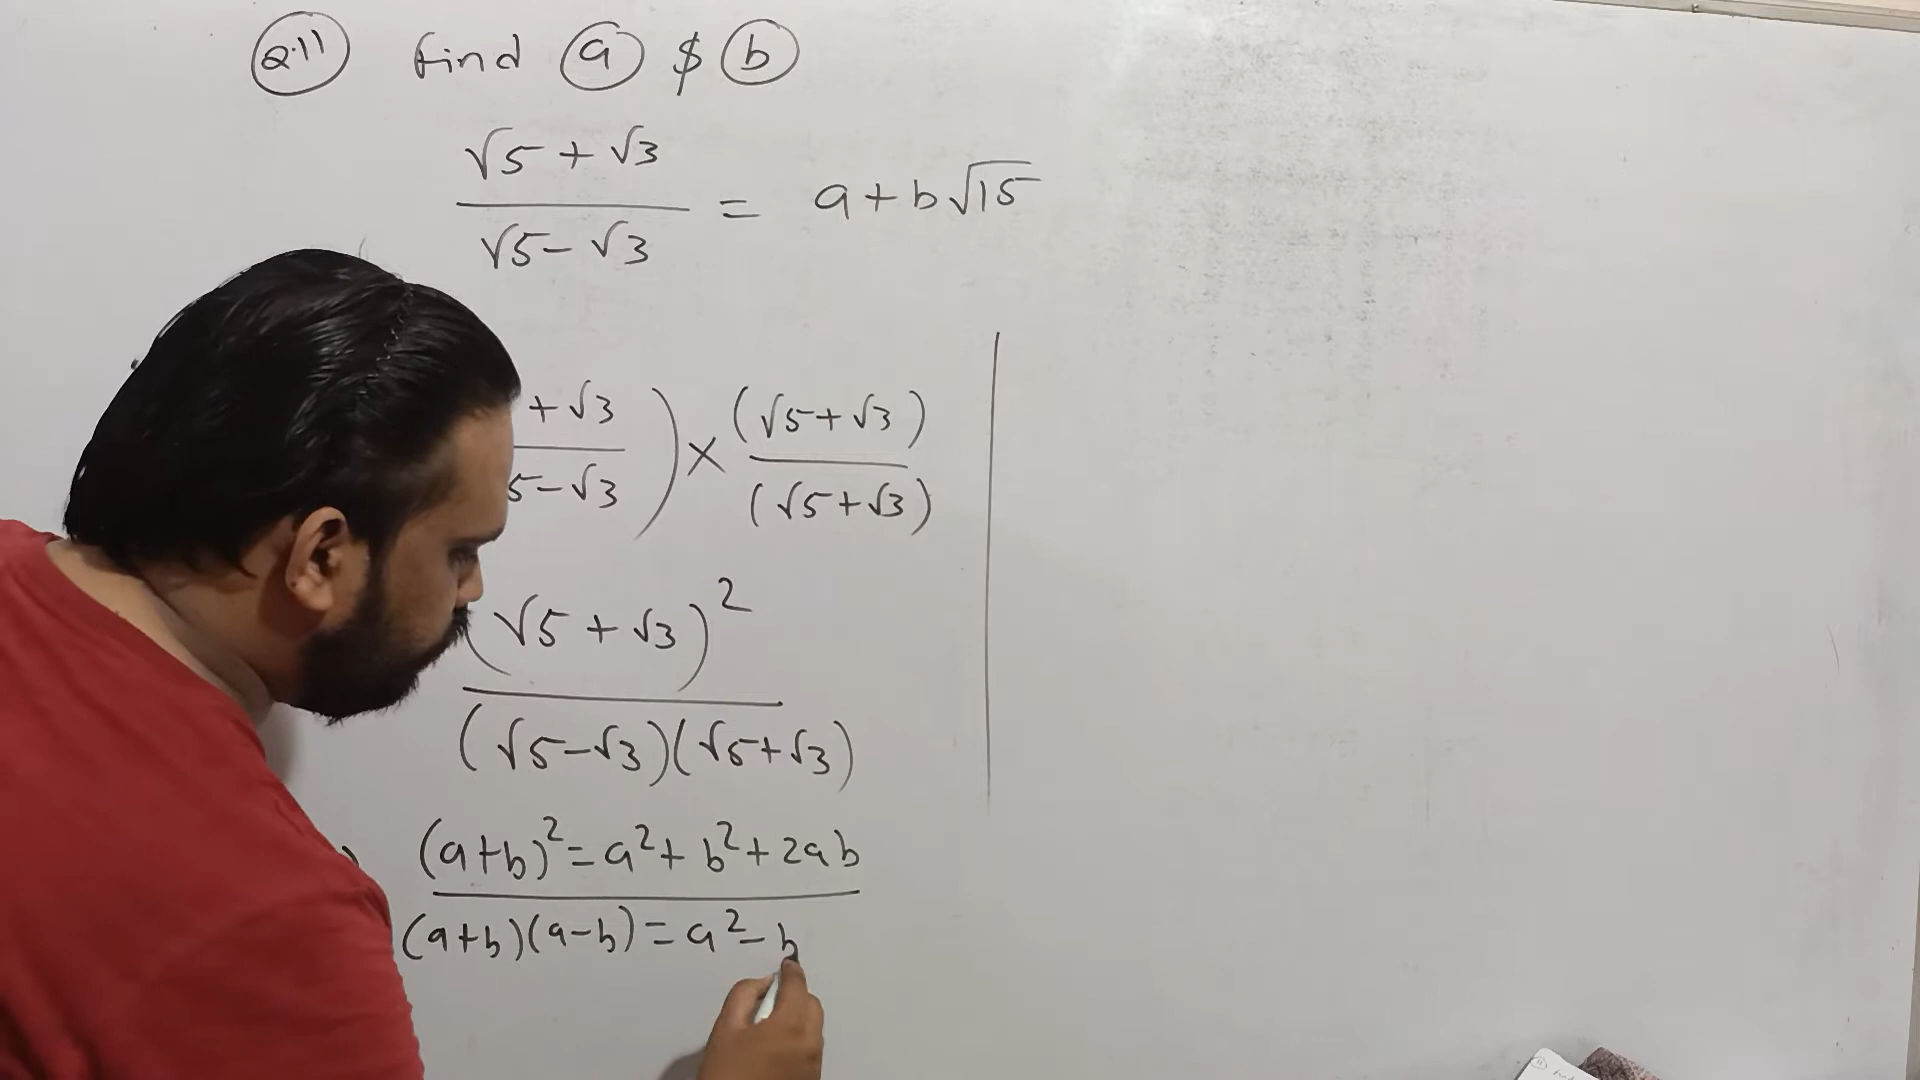 Q.11 find a & b
√5 + √3 / √5 - √3 = a + b√15
+ √3 / 5 - √3 ) × (√5 + √3) / (√5 + √3)
(√5 + √3)²
(√5 - √3)(√5 + √3)
(a+b)² = a² + b² + 2ab
(a+b)(a-b) = a² - b